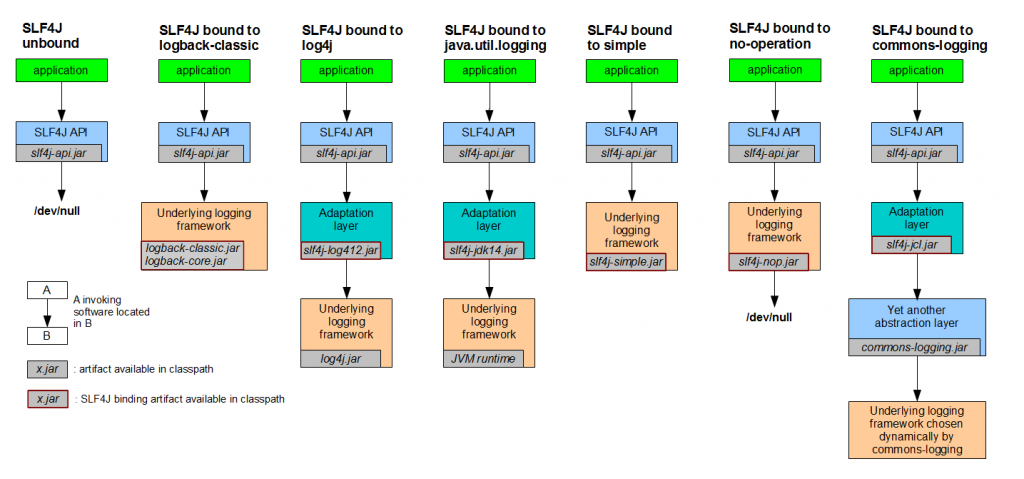 SLF4J
unbound
application
SLF4J API
slf4j-api.jar
/dev/null
SLF4J bound to
logback-classic
application
SLF4J API
slf4j-api.jar
Underlying logging
framework
logback-classic.jar
logback-core.jar
SLF4J bound to
log4j
application
SLF4J API
slf4j-api.jar
Adaptation
layer
slf4j-log412.jar
Underlying
logging
framework
log4j.jar
SLF4J bound to
java.util.logging
application
SLF4J API
slf4j-api.jar
Adaptation
layer
slf4j-jdk14.jar
Underlying
logging
framework
JVM runtime
SLF4J bound
to simple
application
SLF4J API
slf4j-api.jar
Underlying
logging
framework
slf4j-simple.jar
SLF4J bound to
no-operation
application
SLF4J API
slf4j-api.jar
Underlying
logging
framework
slf4j-nop.jar
/dev/null
SLF4J bound to
commons-logging
application
SLF4J API
slf4j-api.jar
Adaptation
layer
slf4j-jcl.jar
Yet another
abstraction layer
commons-logging.jar
Underlying logging
framework chosen
dynamically by
commons-logging
A
B
A invoking
software located
in B
x.jar : artifact available in classpath
x.jar : SLF4J binding artifact available in classpath